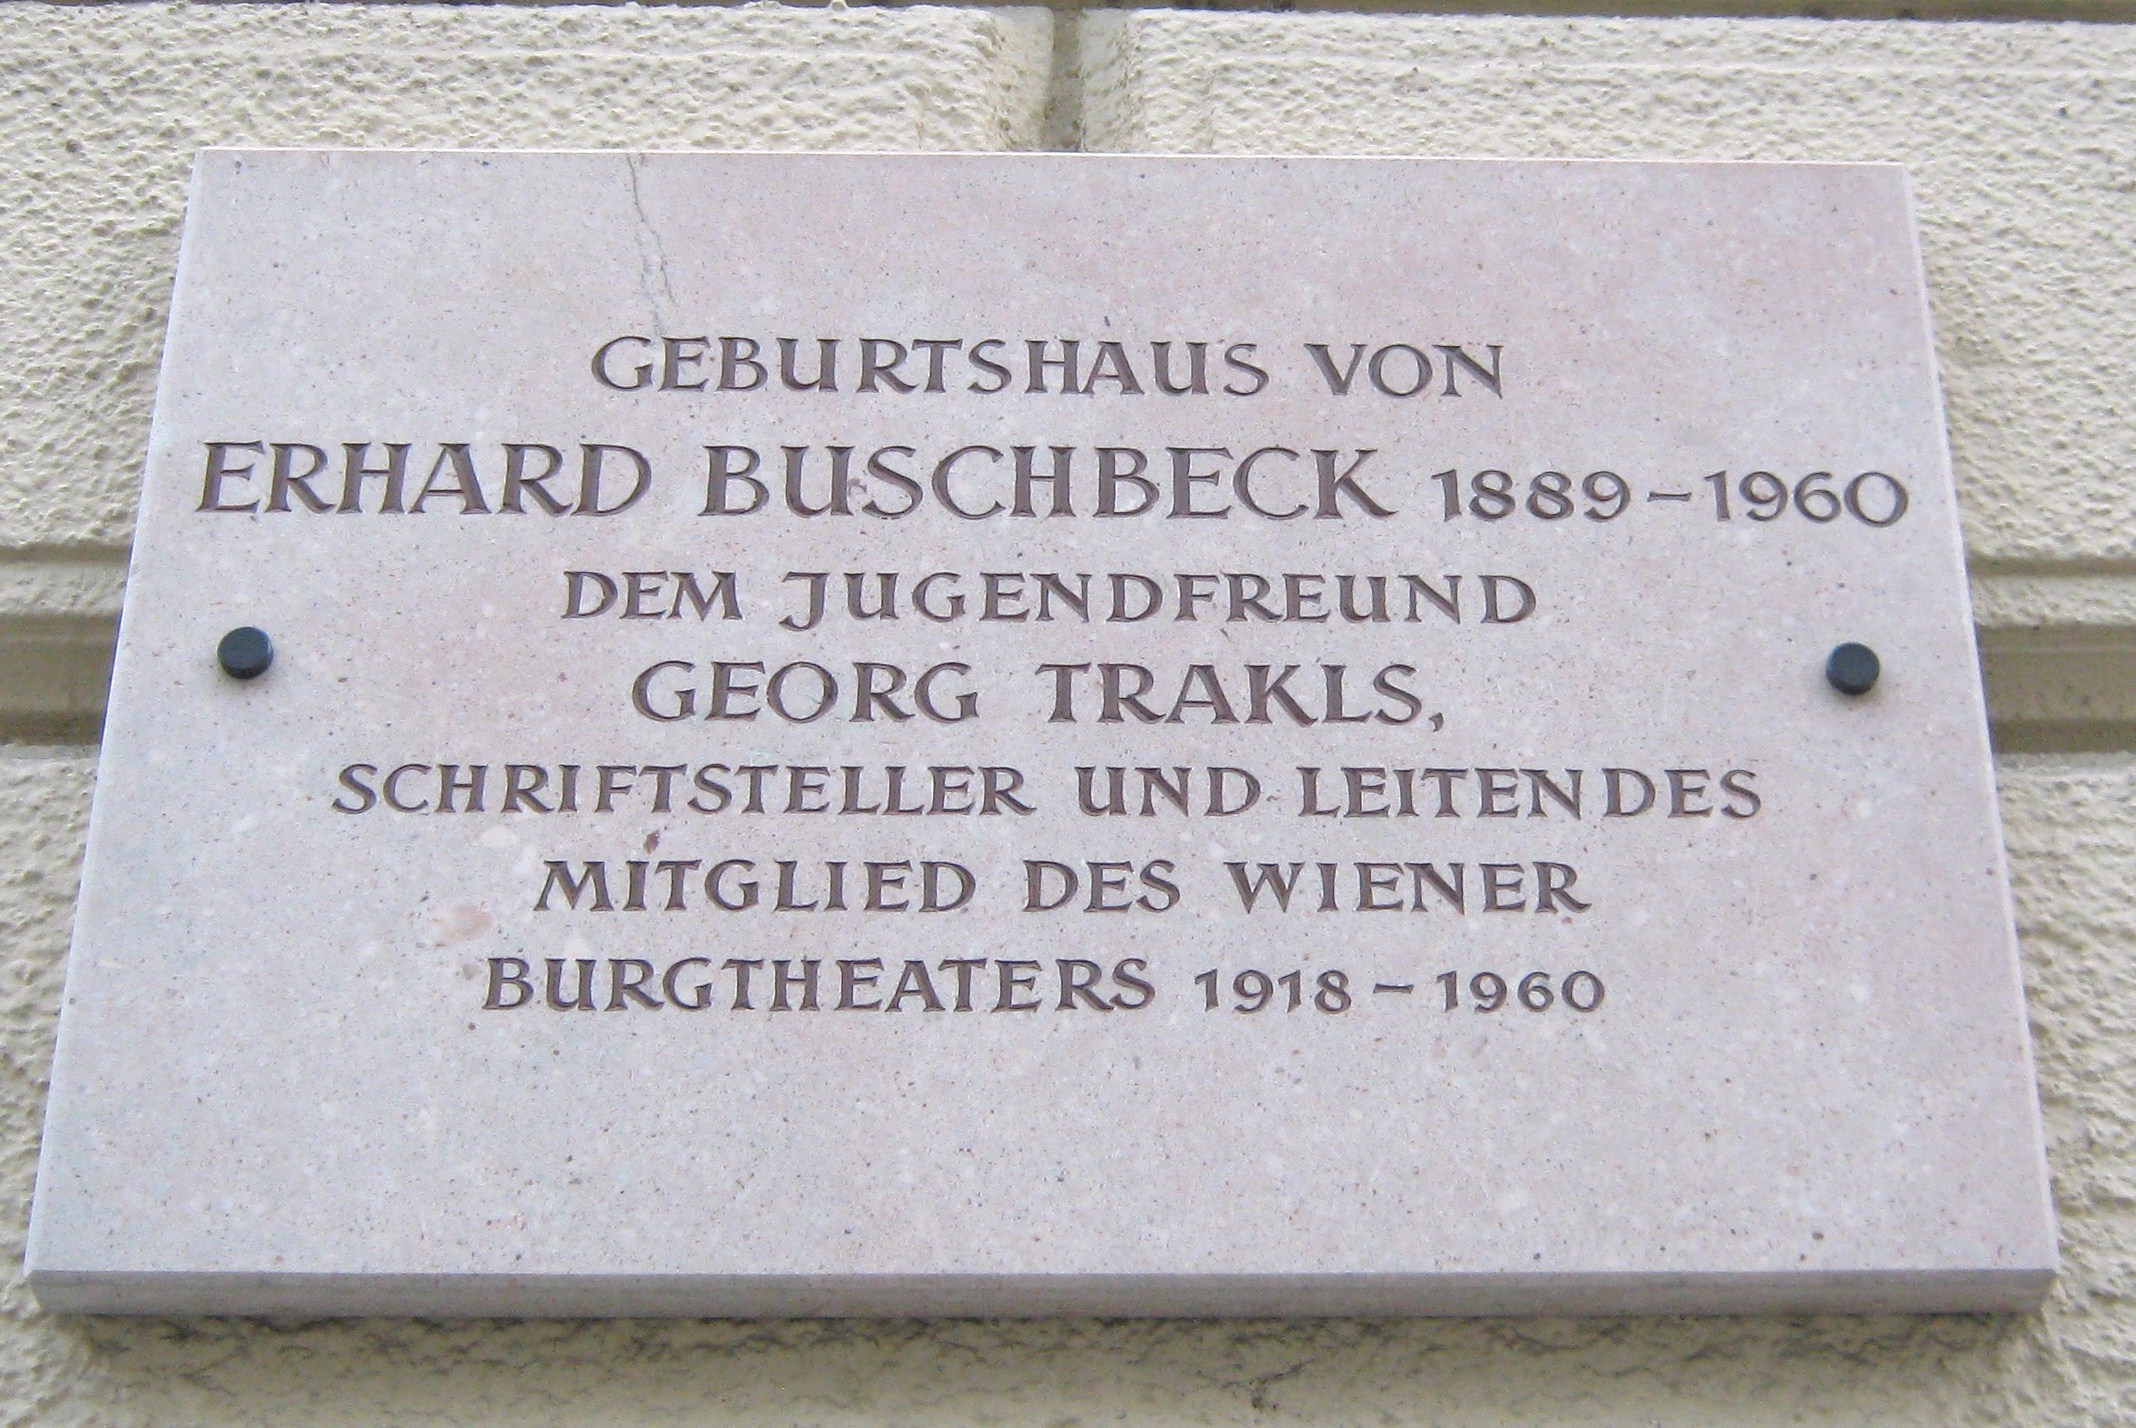 GEBURTSHAUS VON
ERHARD BUSCHBECK 1889-1960
DEM JUGENDFREUND
GEORG TRAKLS,
SCHRIFTSTELLER UND LEITENDES
MITGLIED DES WIENER
BURGTHEATERS 1918-1960